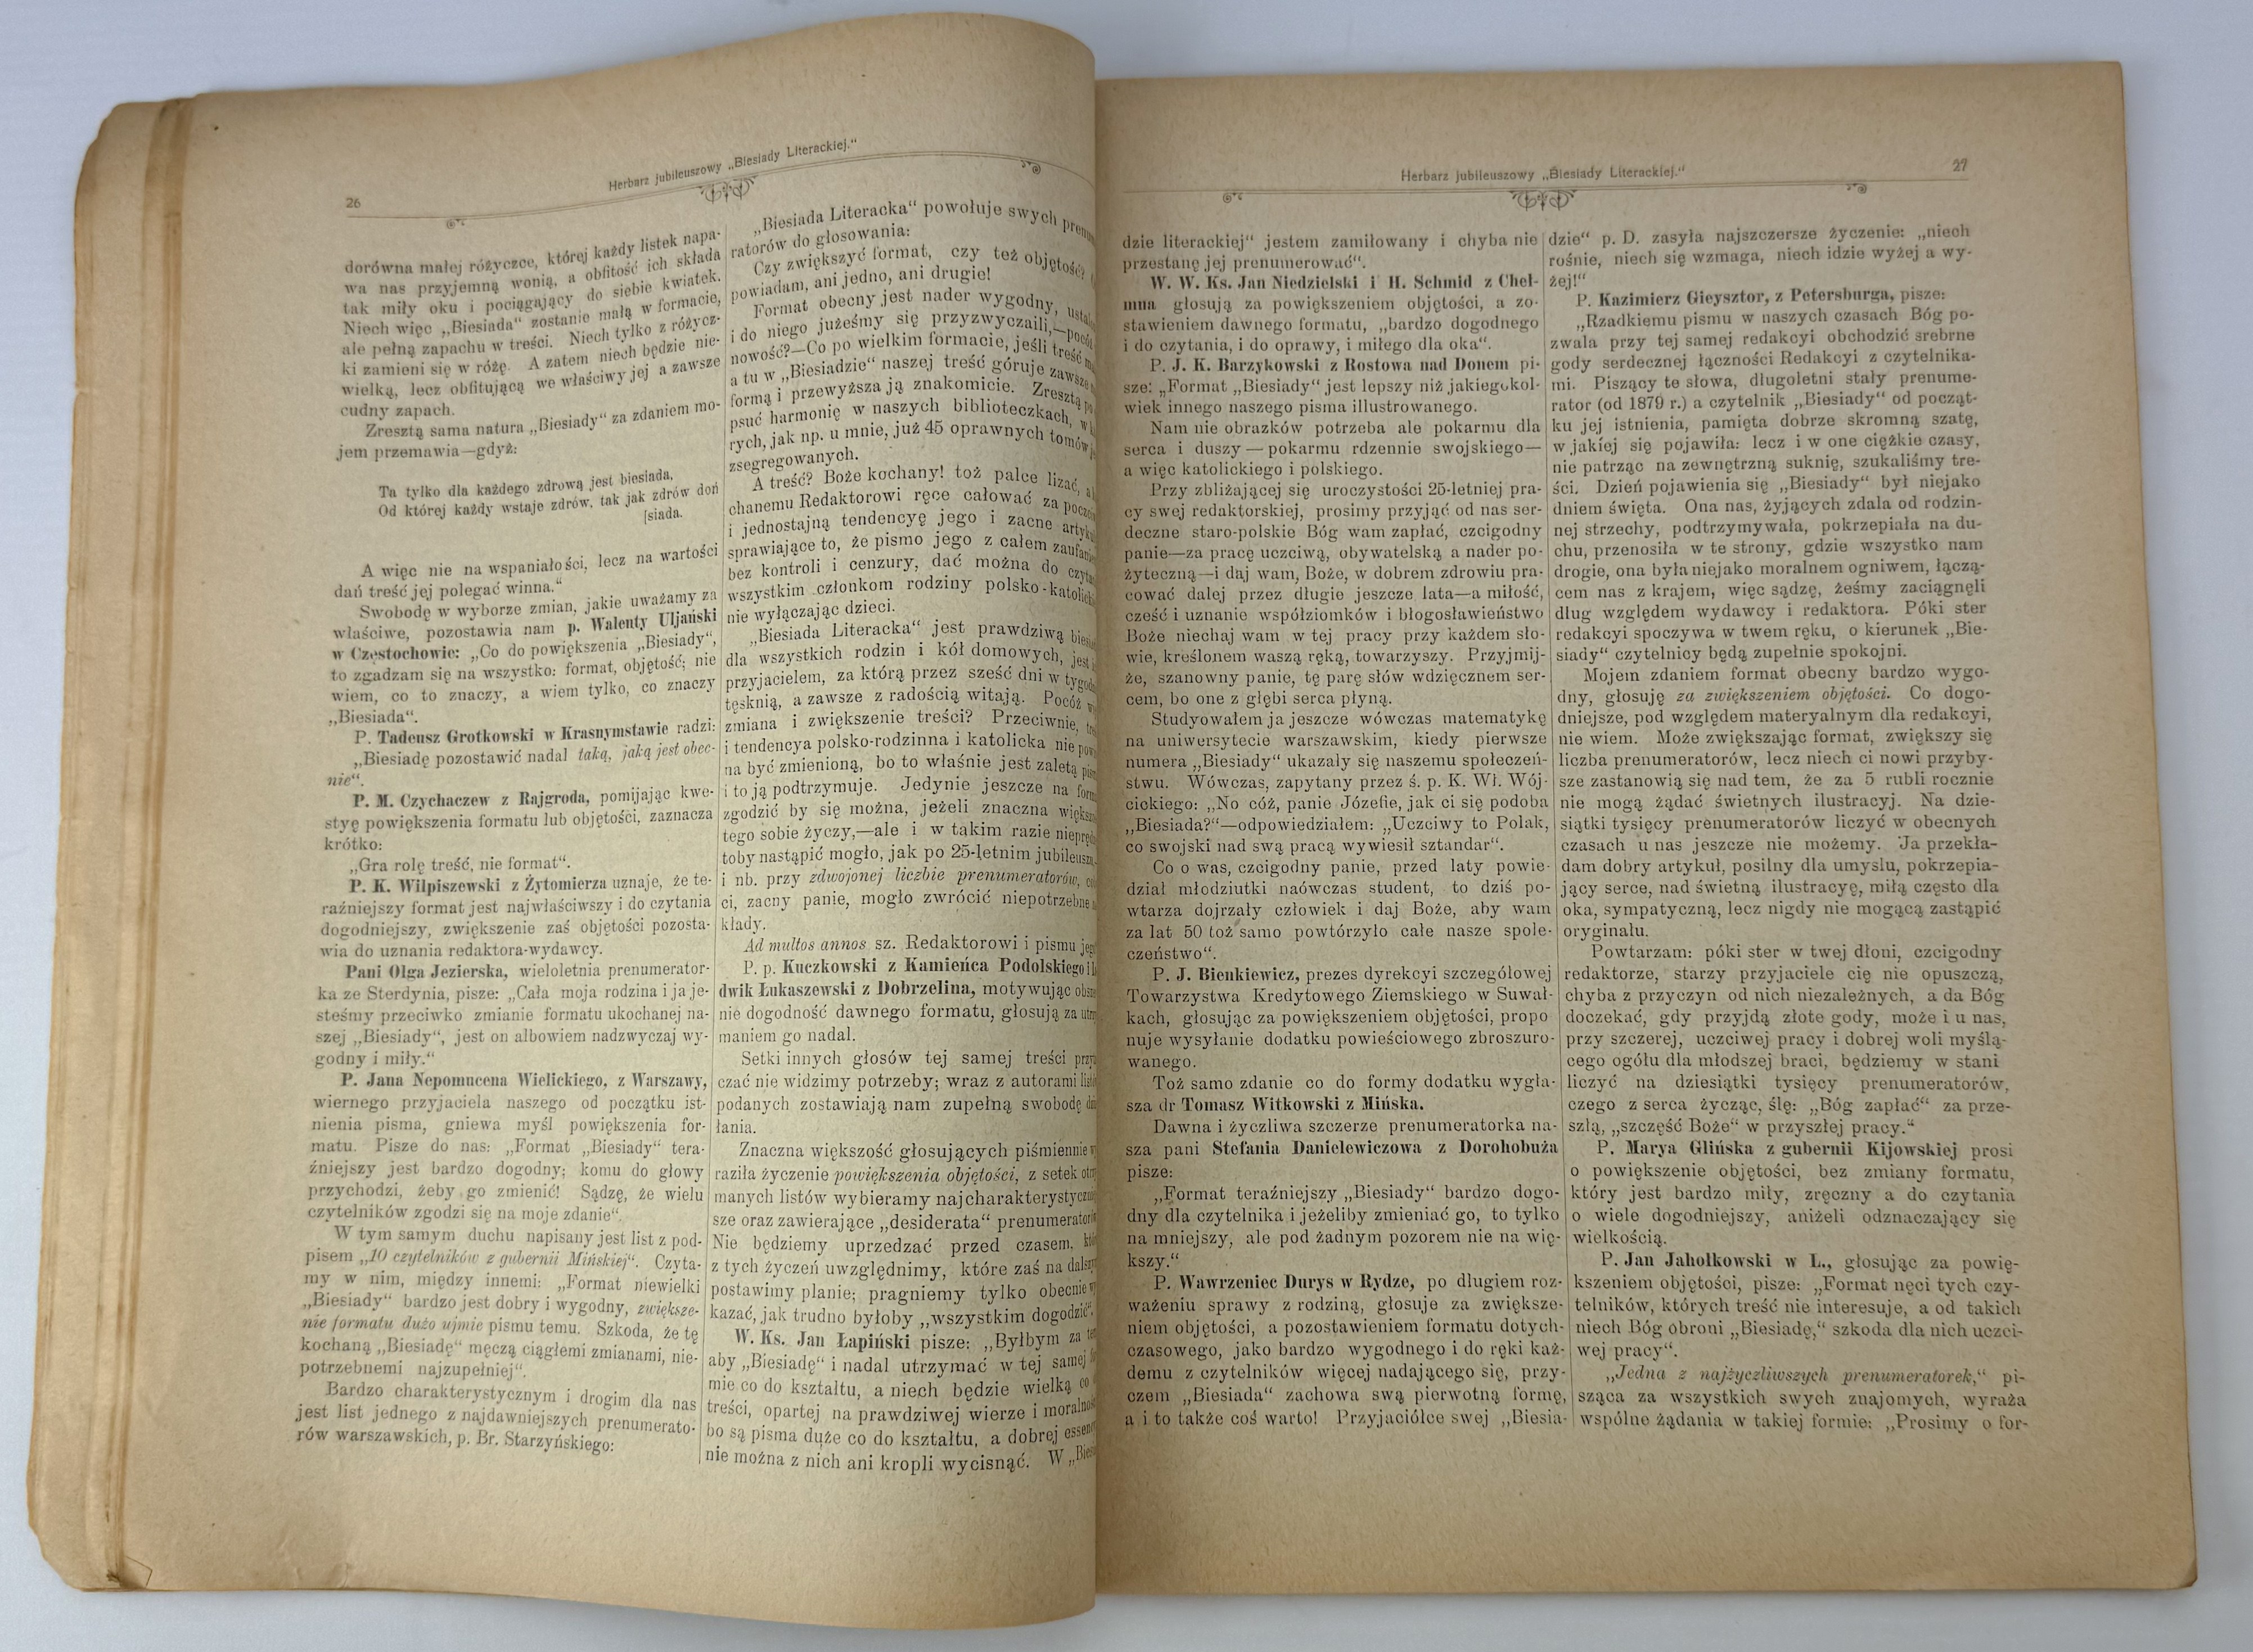 26
Herbarz jubileuszowy „Biesiady Literackiej.“
dorówna małej różyczce, której każdy listek napa-
wa nas przyjemną wonią, a obfitość ich składa
tak miły oku i pociągający do siebie kwiatek.
Niech więc „Biesiada“ zostanie małą w formacie,
ale pełną zapachu w treści. Niech tylko z różycz-
ki zamieni się w różę. A zatem niech będzie nie-
wielką, lecz obfitującą we właściwy jej a zawsze
cudny zapach.
Zresztą sama natura „Biesiady“ za zdaniem mo-
jem przemawia—gdyż:
Ta tylko dla każdego zdrową jest biesiada,
Od której każdy wstaje zdrów, tak jak zdrów doń
[siada.
A więc nie na wspaniałości, lecz na wartości
dań treść jej polegać winna.“
Swobodę w wyborze zmian, jakie uważamy za
właściwe, pozostawia nam p. Walenty Uljański
w Częstochowie: „Co do powiększenia „Biesiady“,
to zgadzam się na wszystko: format, objętość; nie
wiem, co to znaczy, a wiem tylko, co znaczy
„Biesiada“.
P. Tadeusz Grotkowski w Krasnymstawie radzi:
„Biesiadę pozostawić nadal taką, jaką jest obec-
nie“.
P. M. Czychaczew z Rajgroda, pomijając kwe-
styę powiększenia formatu lub objętości, zaznacza
krótko:
„Gra rolę treść, nie format“.
P. K. Wilpiszewski z Żytomierza uznaje, że te-
raźniejszy format jest najwłaściwszy i do czytania
dogodniejszy, zwiększenie zaś objętości pozosta-
wia do uznania redaktora-wydawcy.
Pani Olga Jezierska, wieloletnia prenumerator-
ka ze Sterdynia, pisze: „Cała moja rodzina i ja je-
steśmy przeciwko zmianie formatu ukochanej na-
szej „Biesiady“, jest on albowiem nadzwyczaj wy-
godny i miły.“
P. Jana Nepomucena Wielickiego, z Warszawy,
wiernego przyjaciela naszego od początku ist-
nienia pisma, gniewa myśl powiększenia for-
matu. Pisze do nas: „Format „Biesiady“ tera-
źniejszy jest bardzo dogodny; komu do głowy
przychodzi, żeby go zmienić! Sądzę, że wielu
czytelników zgodzi się na moje zdanie“.
W tym samym duchu napisany jest list z pod-
pisem „10 czytelników z gubernii Mińskiej“. Czyta-
my w nim, między innemi: „Format niewielki
„Biesiady“ bardzo jest dobry i wygodny, zwiększe-
nie formatu dużo ujmie pismu temu. Szkoda, że tę
kochaną „Biesiadę“ męczą ciągłemi zmianami, nie-
potrzebnemi najzupełniej“.
Bardzo charakterystycznym i drogim dla nas
jest list jednego z najdawniejszych prenumerato-
rów warszawskich, p. Br. Starzyńskiego:
„Biesiada Literacka“ powołuje swych
ratorów do głosowania:
Czy zwiększyć format, czy też objętość?
powiadam, ani jedno, ani drugie!
Format obecny jest nader wygodny,
i do niego jużeśmy się przyzwyczaili,—
nowość?—Co po wielkim formacie, jeśli treść
a tu w „Biesiadzie“ naszej treść góruje zawsze
formą i przewyższa ją znakomicie. Zresztą
psuć harmonię w naszych biblioteczkach, w
rych, jak np. u mnie, już 45 oprawnych tomów
zsegregowanych.
A treść? Boże kochany! toż palce lizać,
chanemu Redaktorowi ręce całować za
i jednostajną tendencyę jego i zacne
sprawiające to, że pismo jego z całem
bez kontroli i cenzury, dać można do
wszystkim członkom rodziny polsko-
nie wyłączając dzieci.
„Biesiada Literacka“ jest prawdziwą
dla wszystkich rodzin i kół domowych, jest
przyjacielem, za którą przez sześć dni w
tęsknią, a zawsze z radością witają. Pocóż
zmiana i zwiększenie treści? Przeciwnie,
i tendencya polsko-rodzinna i katolicka nie
na być zmienioną, bo to właśnie jest zaletą
i to ją podtrzymuje. Jedynie jeszcze na
zgodzić by się można, jeżeli znaczna
tego sobie życzy,—ale i w takim razie
toby nastąpić mogło, jak po 25-letnim
i nb. przy zdwojonej liczbie prenumeratorów,
ci, zacny panie, mogło zwrócić niepotrzebne
kłady.
Ad multos annos sz. Redaktorowi i pismu
P. p. Kuczkowski z Kamieńca Podolskiego i
dwik Łukaszewski z Dobrzelina, motywując
nie dogodność dawnego formatu, głosują za
maniem go nadal.
Setki innych głosów tej samej treści
czać nie widzimy potrzeby; wraz z autorami
podanych zostawiają nam zupełną swobodę
łania.
Znaczna większość głosujących piśmiennie
raziła życzenie powiększenia objętości, z setek
manych listów wybieramy
sze oraz zawierające „desiderata“
Nie będziemy uprzedzać przed czasem,
z tych życzeń uwzględnimy, które zaś na
postawimy planie; pragniemy tylko obecnie
kazać, jak trudno byłoby „wszystkim dogodzić“.
W. Ks. Jan Łapiński pisze: „Byłbym za
aby „Biesiadę“ i nadal utrzymać w tej samej
mie co do kształtu, a niech będzie wielką co
treści, opartej na prawdziwej wierze i
bo są pisma duże co do kształtu, a dobrej
nie można z nich ani kropli wycisnąć. W
Herbarz jubileuszowy „Biesiady Literackiej.“
27
dzie literackiej“ jestem zamiłowany i chyba nie
przestanę jej prenumerować“.
W. W. Ks. Jan Niedzielski i H. Schmid z Cheł-
mna głosują za powiększeniem objętości, a zo-
stawieniem dawnego formatu, „bardzo dogodnego
i do czytania, i do oprawy, i miłego dla oka“.
P. J. K. Barzykowski z Rostowa nad Donem pi-
sze: „Format „Biesiady“ jest lepszy niż jakiegokol-
wiek innego naszego pisma illustrowanego.
Nam nie obrazków potrzeba ale pokarmu dla
serca i duszy — pokarmu rdzennie swojskiego—
a więc katolickiego i polskiego.
Przy zbliżającej się uroczystości 25-letniej pra-
cy swej redaktorskiej, prosimy przyjąć od nas ser-
deczne staro-polskie Bóg wam zapłać, czcigodny
panie—za pracę uczciwą, obywatelską a nader po-
żyteczną—i daj wam, Boże, w dobrem zdrowiu pra-
cować dalej przez długie jeszcze lata—a miłość,
cześć i uznanie współziomków i błogosławieństwo
Boże niechaj wam w tej pracy przy każdem sło-
wie, kreślonem waszą ręką, towarzyszy. Przyjmij-
że, szanowny panie, tę parę słów wdzięcznem ser-
cem, bo one z głębi serca płyną.
Studyowałem ja jeszcze wówczas matematykę
na uniwersytecie warszawskim, kiedy pierwsze
numera „Biesiady“ ukazały się naszemu społeczeń-
stwu. Wówczas, zapytany przez ś. p. K. Wł. Wój-
cickiego: „No cóż, panie Józefie, jak ci się podoba
„Biesiada?“—odpowiedziałem: „Uczciwy to Polak,
co swojski nad swą pracą wywiesił sztandar“.
Co o was, czcigodny panie, przed laty powie-
dział młodziutki naówczas student, to dziś po-
wtarza dojrzały człowiek i daj Boże, aby wam
za lat 50 toż samo powtórzyło całe nasze społe-
czeństwo“.
P. J. Bienkiewicz, prezes dyrekcyi szczegółowej
Towarzystwa Kredytowego Ziemskiego w Suwał-
kach, głosując za powiększeniem objętości, propo
nuje wysyłanie dodatku powieściowego zbroszuro-
wanego.
Toż samo zdanie co do formy dodatku wygła-
sza dr Tomasz Witkowski z Mińska.
Dawna i życzliwa szczerze prenumeratorka na-
sza pani Stefania Danielewiczowa z Dorohobuża
pisze:
„Format teraźniejszy „Biesiady“ bardzo dogo-
dny dla czytelnika i jeżeliby zmieniać go, to tylko
na mniejszy, ale pod żadnym pozorem nie na wię-
kszy.“
P. Wawrzeniec Durys w Rydze, po długiem roz-
ważeniu sprawy z rodziną, głosuje za zwiększe-
niem objętości, a pozostawieniem formatu dotych-
czasowego, jako bardzo wygodnego i do ręki każ-
demu z czytelników więcej nadającego się, przy-
czem „Biesiada“ zachowa swą pierwotną formę,
a i to także coś warto! Przyjaciółce swej „Biesia-
dzie“ p. D. zasyła najszczersze życzenie: „niech
rośnie, niech się wzmaga, niech idzie wyżej a wy-
żej!“
P. Kazimierz Gieysztor, z Petersburga, pisze:
„Rzadkiemu pismu w naszych czasach Bóg po-
zwala przy tej samej redakcyi obchodzić srebrne
gody serdecznej łączności Redakcyi z czytelnika-
mi. Piszący te słowa, długoletni stały prenume-
rator (od 1879 r.) a czytelnik „Biesiady“ od począt-
ku jej istnienia, pamięta dobrze skromną szatę,
w jakiej się pojawiła: lecz i w one ciężkie czasy,
nie patrząc na zewnętrzną suknię, szukaliśmy tre-
ści. Dzień pojawienia się „Biesiady“ był niejako
dniem święta. Ona nas, żyjących zdala od rodzin-
nej strzechy, podtrzymywała, pokrzepiała na du-
chu, przenosiła w te strony, gdzie wszystko nam
drogie, ona była niejako moralnem ogniwem, łączą-
cem nas z krajem, więc sądzę, żeśmy zaciągnęli
dług względem wydawcy i redaktora. Póki ster
redakcyi spoczywa w twem ręku, o kierunek „Bie-
siady“ czytelnicy będą zupełnie spokojni.
Mojem zdaniem format obecny bardzo wygo-
dny, głosuję za zwiększeniem objętości. Co dogo-
dniejsze, pod względem materyalnym dla redakcyi,
nie wiem. Może zwiększając format, zwiększy się
liczba prenumeratorów, lecz niech ci nowi przyby-
sze zastanowią się nad tem, że za 5 rubli rocznie
nie mogą żądać świetnych ilustracyj. Na dzie-
siątki tysięcy prenumeratorów liczyć w obecnych
czasach u nas jeszcze nie możemy. Ja przekła-
dam dobry artykuł, posilny dla umysłu, pokrzepia-
jący serce, nad świetną ilustracyę, miłą często dla
oka, sympatyczną, lecz nigdy nie mogącą zastąpić
oryginału.
Powtarzam: póki ster w twej dłoni, czcigodny
redaktorze, starzy przyjaciele cię nie opuszczą,
chyba z przyczyn od nich niezależnych, a da Bóg
doczekać, gdy przyjdą złote gody, może i u nas,
przy szczerej, uczciwej pracy i dobrej woli myślą-
cego ogółu dla młodszej braci, będziemy w stani
liczyć na dziesiątki tysięcy prenumeratorów,
czego z serca życząc, ślę: „Bóg zapłać“ za prze-
szłą, „szczęść Boże“ w przyszłej pracy.“
P. Marya Glińska z gubernii Kijowskiej prosi
o powiększenie objętości, bez zmiany formatu,
który jest bardzo miły, zręczny a do czytania
o wiele dogodniejszy, aniżeli odznaczający się
wielkością.
P. Jan Jahołkowski w L., głosując za powię-
kszeniem objętości, pisze: „Format nęci tych czy-
telników, których treść nie interesuje, a od takich
niech Bóg obroni „Biesiadę,“ szkoda dla nich uczci-
wej pracy“.
„Jedna z najżyczliwszych prenumeratorek,“ pi-
sząca za wszystkich swych znajomych, wyraża
wspólne żądania w takiej formie: „Prosimy o for-